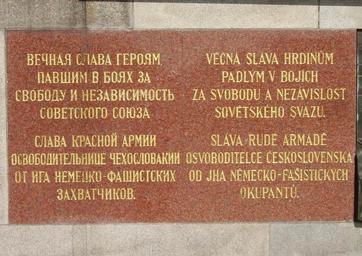 ВЕЧНАЯ СЛАВА ГЕРОЯМ,
ПАВШИМ В БОЯХ ЗА
СВОБОДУ И НЕЗАВИСИМОСТЬ
СОВЕТСКОГО СОЮЗА.
СЛАВА КРАСНОЙ АРМИИ
ОСВОБОДИТЕЛЬНИЦЕ ЧЕХОСЛОВАКИИ
ОТ ИГА НЕМЕЦКО-ФАШИСТСКИХ
ЗАХВАТЧИКОВ.
VĚČNÁ SLÁVA HRDINŮM
PADLÝM V BOJÍCH
ZA SVOBODU A NEZÁVISLOST
SOVĚTSKÉHO SVAZU.
SLÁVA RUDÉ ARMÁDĚ
OSVOBODITELCE ČESKOSLOVENSKA
OD JHA NĚMECKO-FAŠISTICKÝCH
OKUPANTŮ.